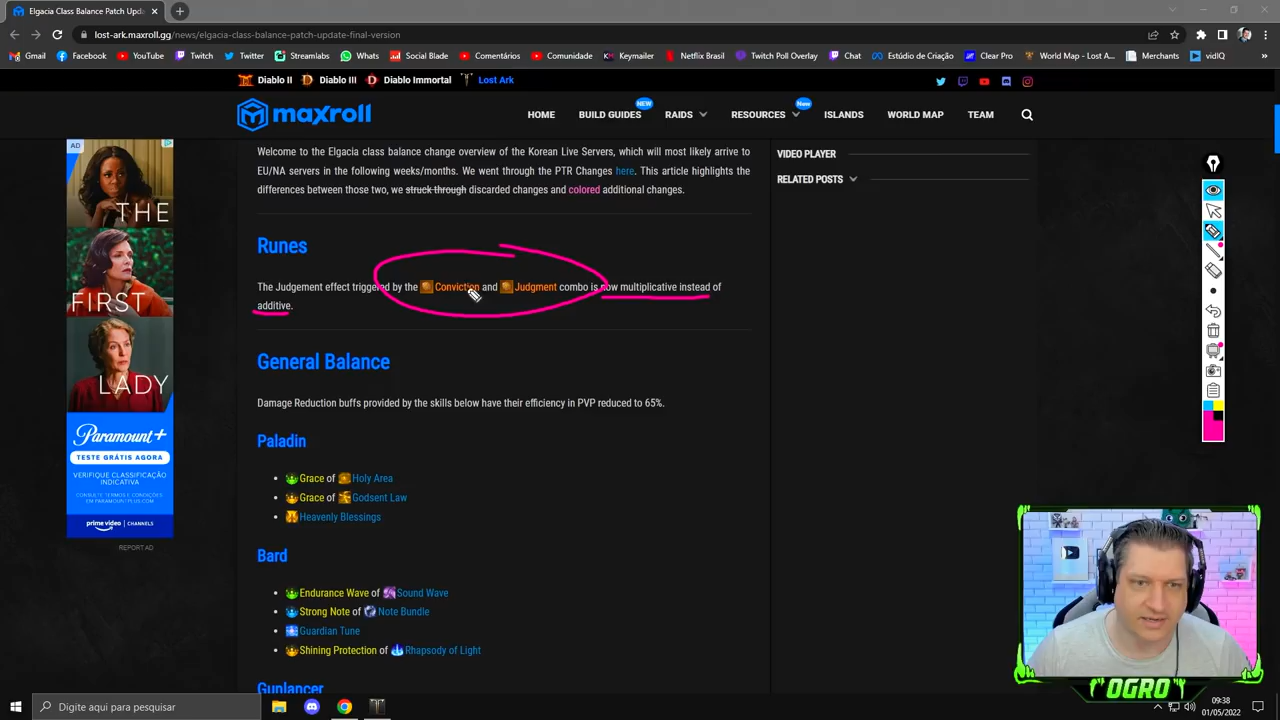 Elgacia Class Balance Patch Upda
lost-ark.maxroll.gg/news/elgacia-class-balance-patch-update-final-version
Gmail
Facebook
YouTube
Twitch
Twitter
Streamlabs
Whats
Social Blade
Comentários
Comunidade
Keymailer
Netflix Brasil
Twitch Poll Overlay
Chat
Estúdio de Criação
Clear Pro
World Map - Lost A...
Merchants
vidIQ
Diablo II
Diablo III
Diablo Immortal
Lost Ark
maxroll
HOME
BUILD GUIDES
NEW
RAIDS
RESOURCES
New
ISLANDS
WORLD MAP
TEAM
Welcome to the Elgacia class balance change overview of the Korean Live Servers, which will most likely arrive to
EU/NA servers in the following weeks/months. We went through the PTR Changes here. This article highlights the
differences between those two, we struck through discarded changes and colored additional changes.
VIDEO PLAYER
RELATED POSTS
Runes
The Judgement effect triggered by the Conviction and Judgment combo is now multiplicative instead of
additive.
General Balance
Damage Reduction buffs provided by the skills below have their efficiency in PVP reduced to 65%.
Paladin
Grace of Holy Area
Grace of Godsent Law
Heavenly Blessings
Bard
Endurance Wave of Sound Wave
Strong Note of Note Bundle
Guardian Tune
Shining Protection of Rhapsody of Light
Gunlancer
AD
THE
FIRST
LADY
Paramount+
TESTE GRÁTIS AGORA
VERIFIQUE CLASSIFICAÇÃO
INDICATIVA
CONSULTE TERMOS E CONDIÇÕES
EM PARAMOUNTPLUS.COM
prime video | CHANNELS
REPORT AD
OGRO
Digite aqui para pesquisar
09:38
01/05/2022